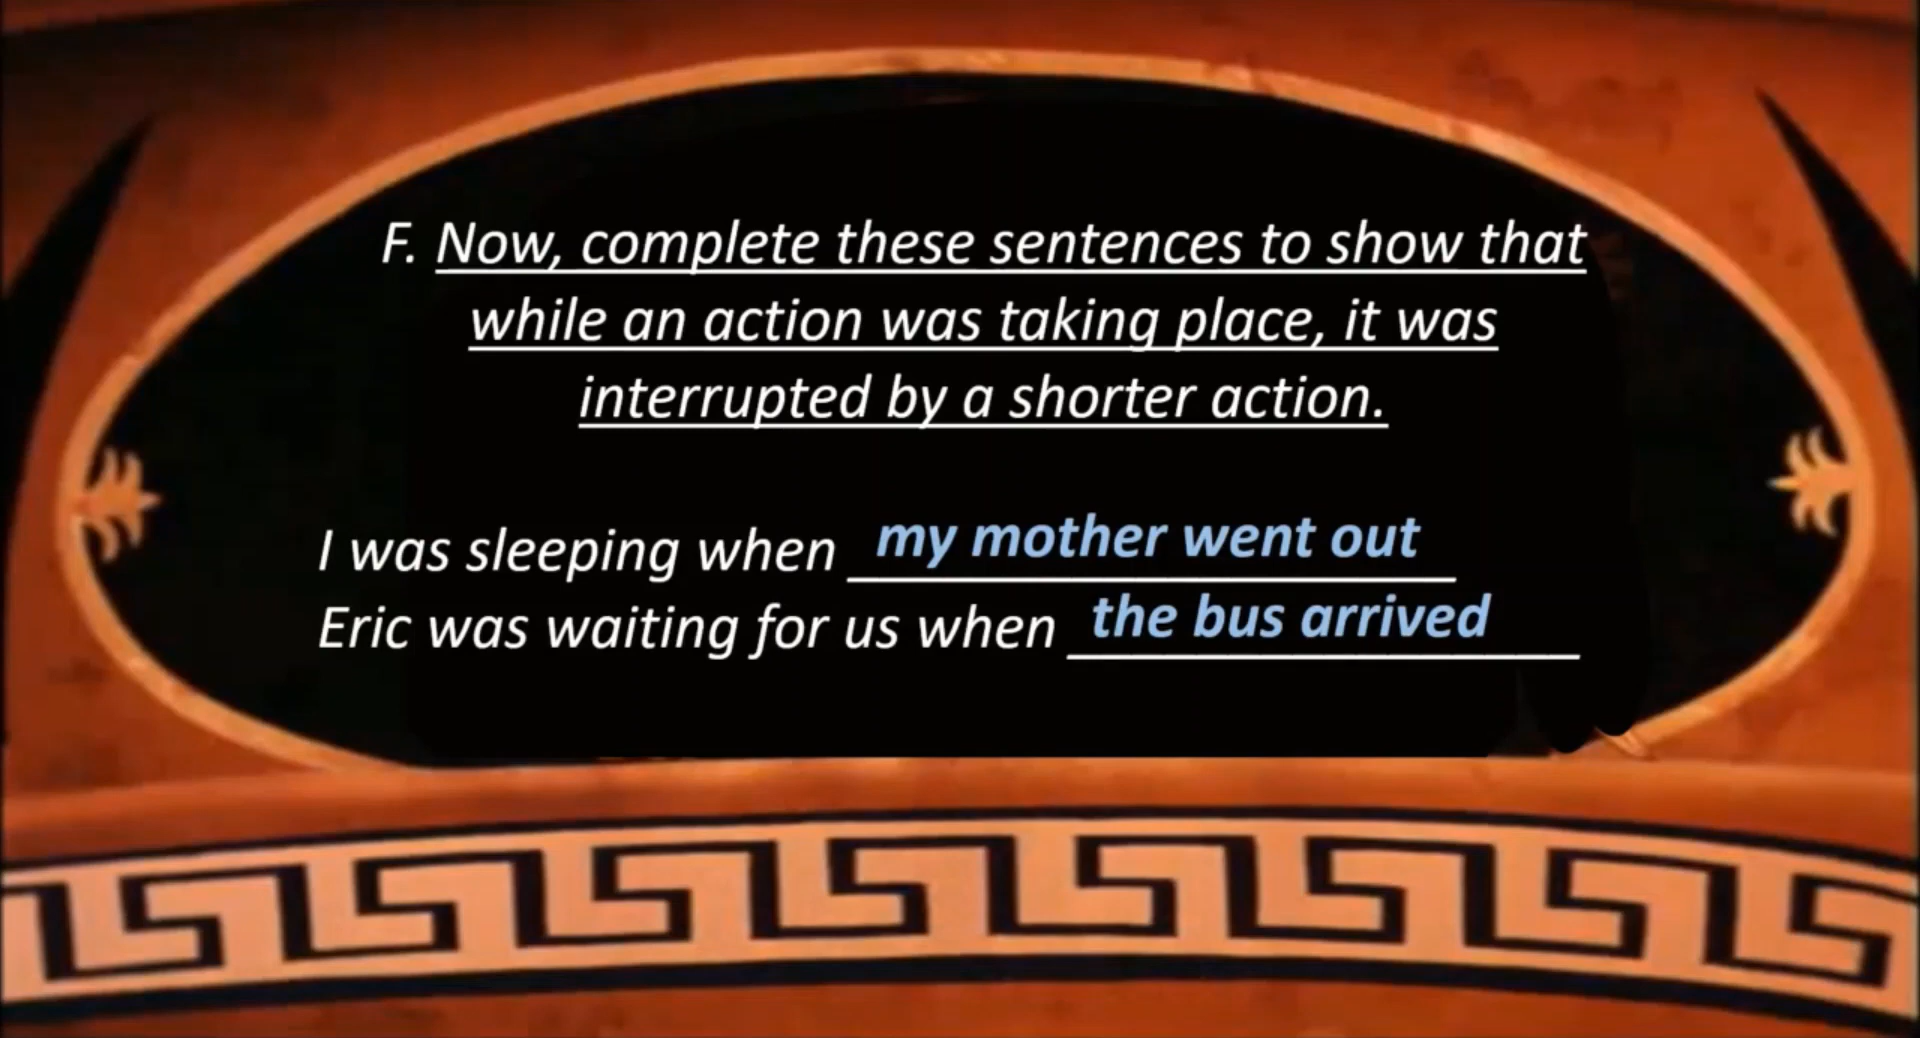 F. Now, complete these sentences to show that
while an action was taking place, it was
interrupted by a shorter action.
I was sleeping when my mother went out
Eric was waiting for us when the bus arrived